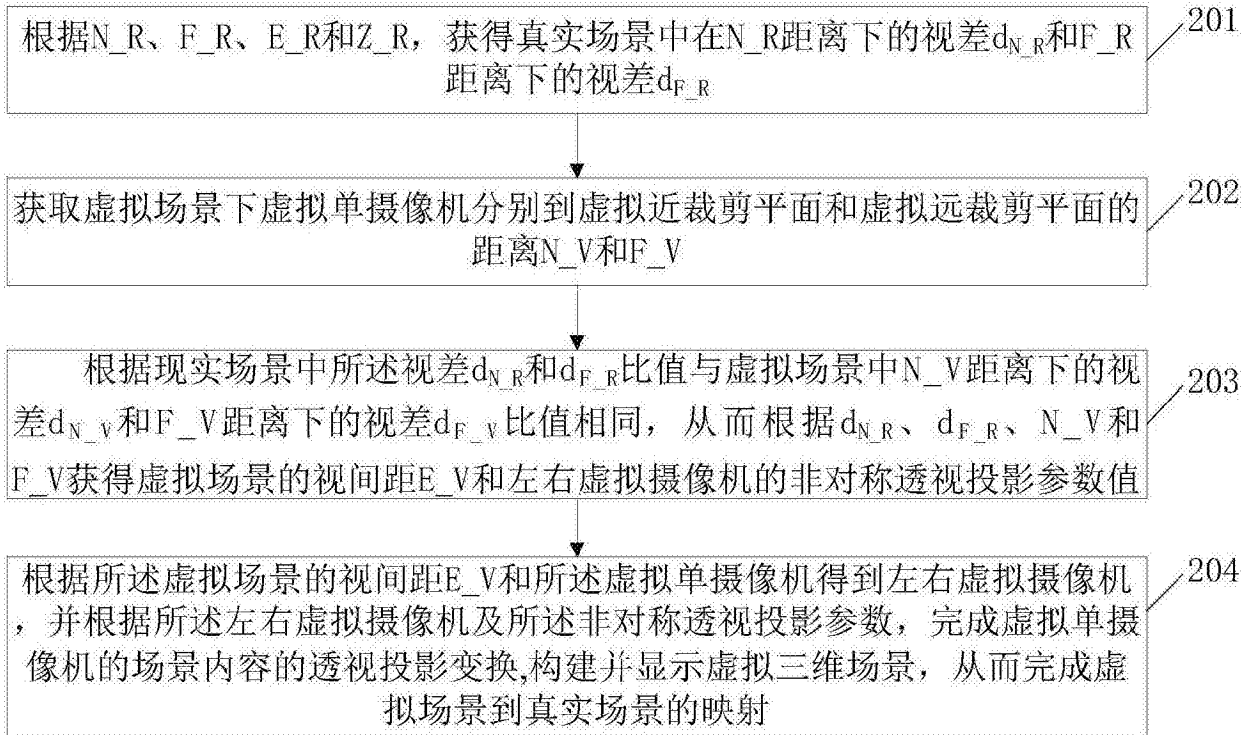 根据N_R、F_R、E_R和Z_R，获得真实场景中在N_R距离下的视差dN_R和F_R
距离下的视差dF_R
201
获取虚拟场景下虚拟单摄像机分别到虚拟近裁剪平面和虚拟远裁剪平面的
距离N_V和F_V
202
根据现实场景中所述视差dN_R和dF_R比值与虚拟场景中N_V距离下的视
差dN_V和F_V距离下的视差dF_V比值相同，从而根据dN_R、dF_R、N_V和
F_V获得虚拟场景的视间距E_V和左右虚拟摄像机的非对称透视投影参数值
203
根据所述虚拟场景的视间距E_V和所述虚拟单摄像机得到左右虚拟摄像机
，并根据所述左右虚拟摄像机及所述非对称透视投影参数，完成虚拟单摄
像机的场景内容的透视投影变换,构建并显示虚拟三维场景，从而完成虚
拟场景到真实场景的映射
204